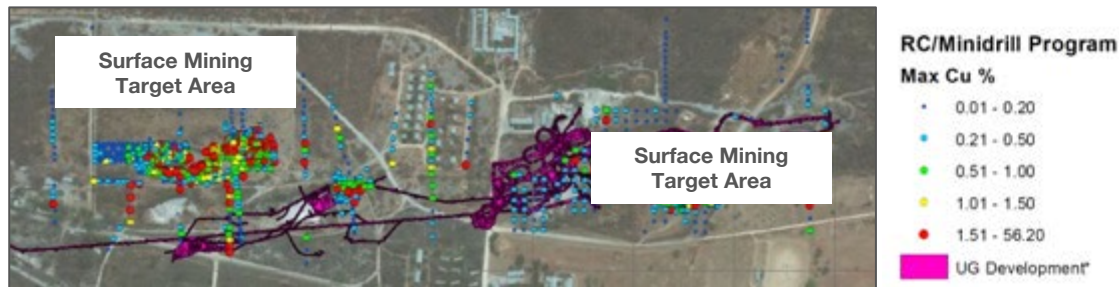 Surface Mining
Target Area
Surface Mining
Target Area
RC/Minidrill Program
Max Cu %
0.01 - 0.20
0.21 - 0.50
0.51 - 1.00
1.01 - 1.50
1.51 - 56.20
UG Development*